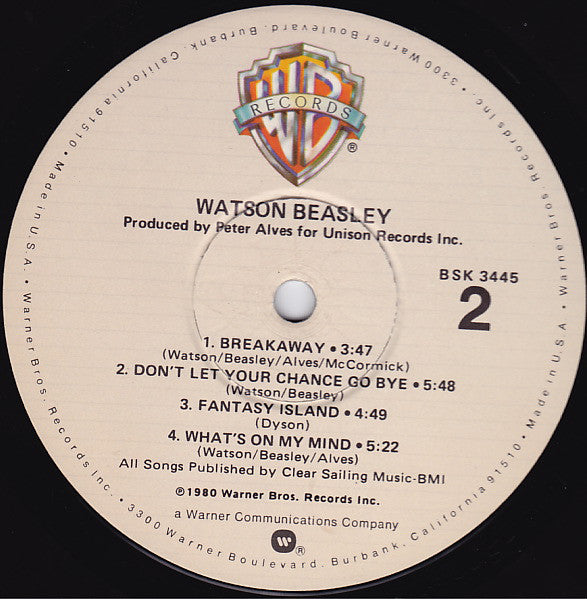 WB
RECORDS
®
WATSON BEASLEY
Produced by Peter Alves for Unison Records Inc.
BSK 3445
2
1. BREAKAWAY • 3:47
(Watson/Beasley/Alves/McCormick)
2. DON'T LET YOUR CHANCE GO BYE • 5:48
(Watson/Beasley)
3. FANTASY ISLAND • 4:49
(Dyson)
4. WHAT'S ON MY MIND • 5:22
(Watson/Beasley/Alves)
All Songs Published by Clear Sailing Music-BMI
℗1980 Warner Bros. Records Inc.
a Warner Communications Company
W ®
Warner Bros. Records Inc. • 3300 Warner Boulevard, Burbank, California 91510 • Made in U.S.A. • Warner Bros. Records Inc. • 3300 Warner Boulevard, Burbank, California 91510 • Made in U.S.A. •